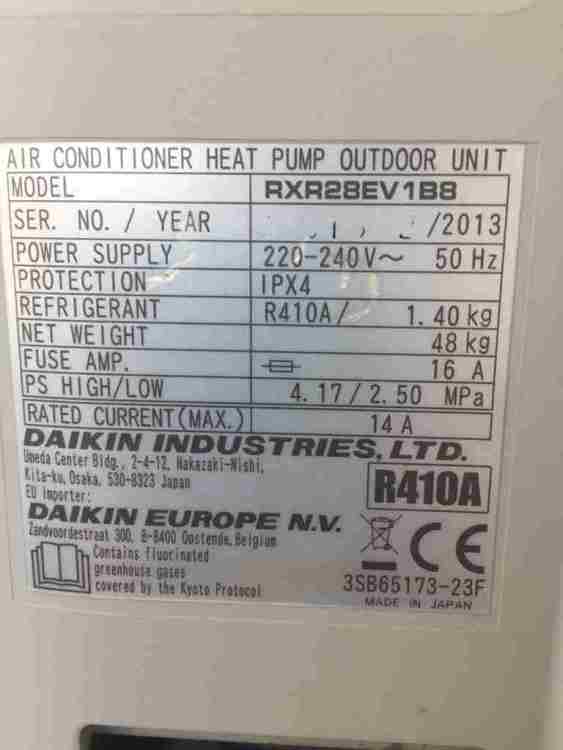 AIR CONDITIONER HEAT PUMP OUTDOOR UNIT
MODEL RXR28EV1B8
SER. NO. / YEAR /2013
POWER SUPPLY 220-240V~ 50 Hz
PROTECTION IPX4
REFRIGERANT R410A/ 1.40 kg
NET WEIGHT 48 kg
FUSE AMP. 16 A
PS HIGH/LOW 4.17/2.50 MPa
RATED CURRENT(MAX.) 14 A
DAIKIN INDUSTRIES, LTD.
Umeda Center Bldg., 2-4-12, Nakazaki-Nishi,
Kita-ku, Osaka, 530-8323 Japan
R410A
EU Importer:
DAIKIN EUROPE N.V.
Zandvoordestraat 300, B-8400 Oostende, Belgium
CE
Contains fluorinated
greenhouse gases
covered by the Kyoto Protocol
3SB65173-23F
MADE IN JAPAN